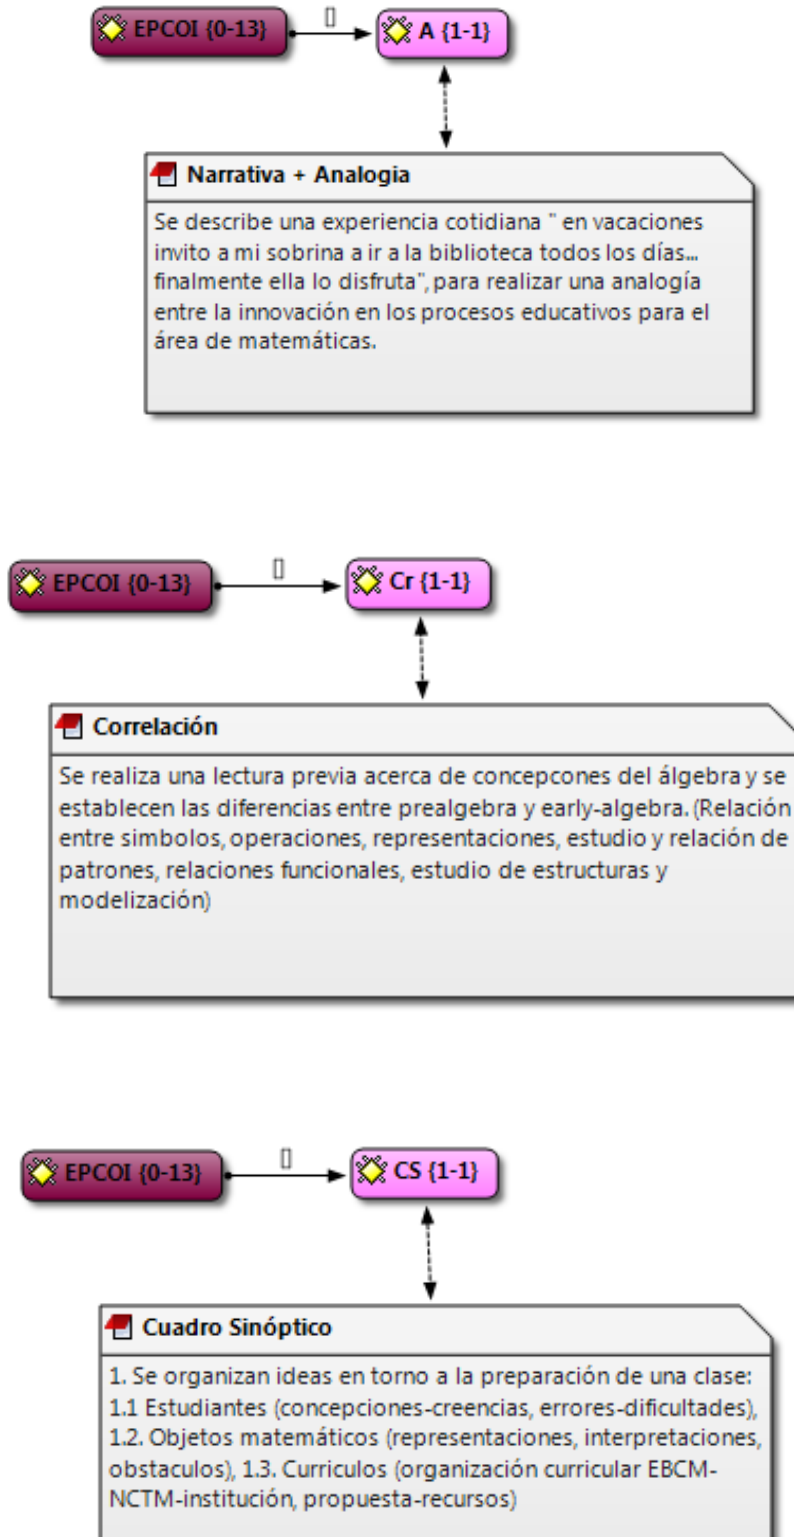 EPCOI {0-13}
[]
A {1-1}
Narrativa + Analogia
Se describe una experiencia cotidiana " en vacaciones
invito a mi sobrina a ir a la biblioteca todos los días...
finalmente ella lo disfruta", para realizar una analogía
entre la innovación en los procesos educativos para el
área de matemáticas.
EPCOI {0-13}
[]
Cr {1-1}
Correlación
Se realiza una lectura previa acerca de concepcones del álgebra y se
establecen las diferencias entre prealgebra y early-algebra. (Relación
entre simbolos, operaciones, representaciones, estudio y relación de
patrones, relaciones funcionales, estudio de estructuras y
modelización)
EPCOI {0-13}
[]
CS {1-1}
Cuadro Sinóptico
1. Se organizan ideas en torno a la preparación de una clase:
1.1 Estudiantes (concepciones-creencias, errores-dificultades),
1.2. Objetos matemáticos (representaciones, interpretaciones,
obstaculos), 1.3. Curriculos (organización curricular EBCM-
NCTM-institución, propuesta-recursos)